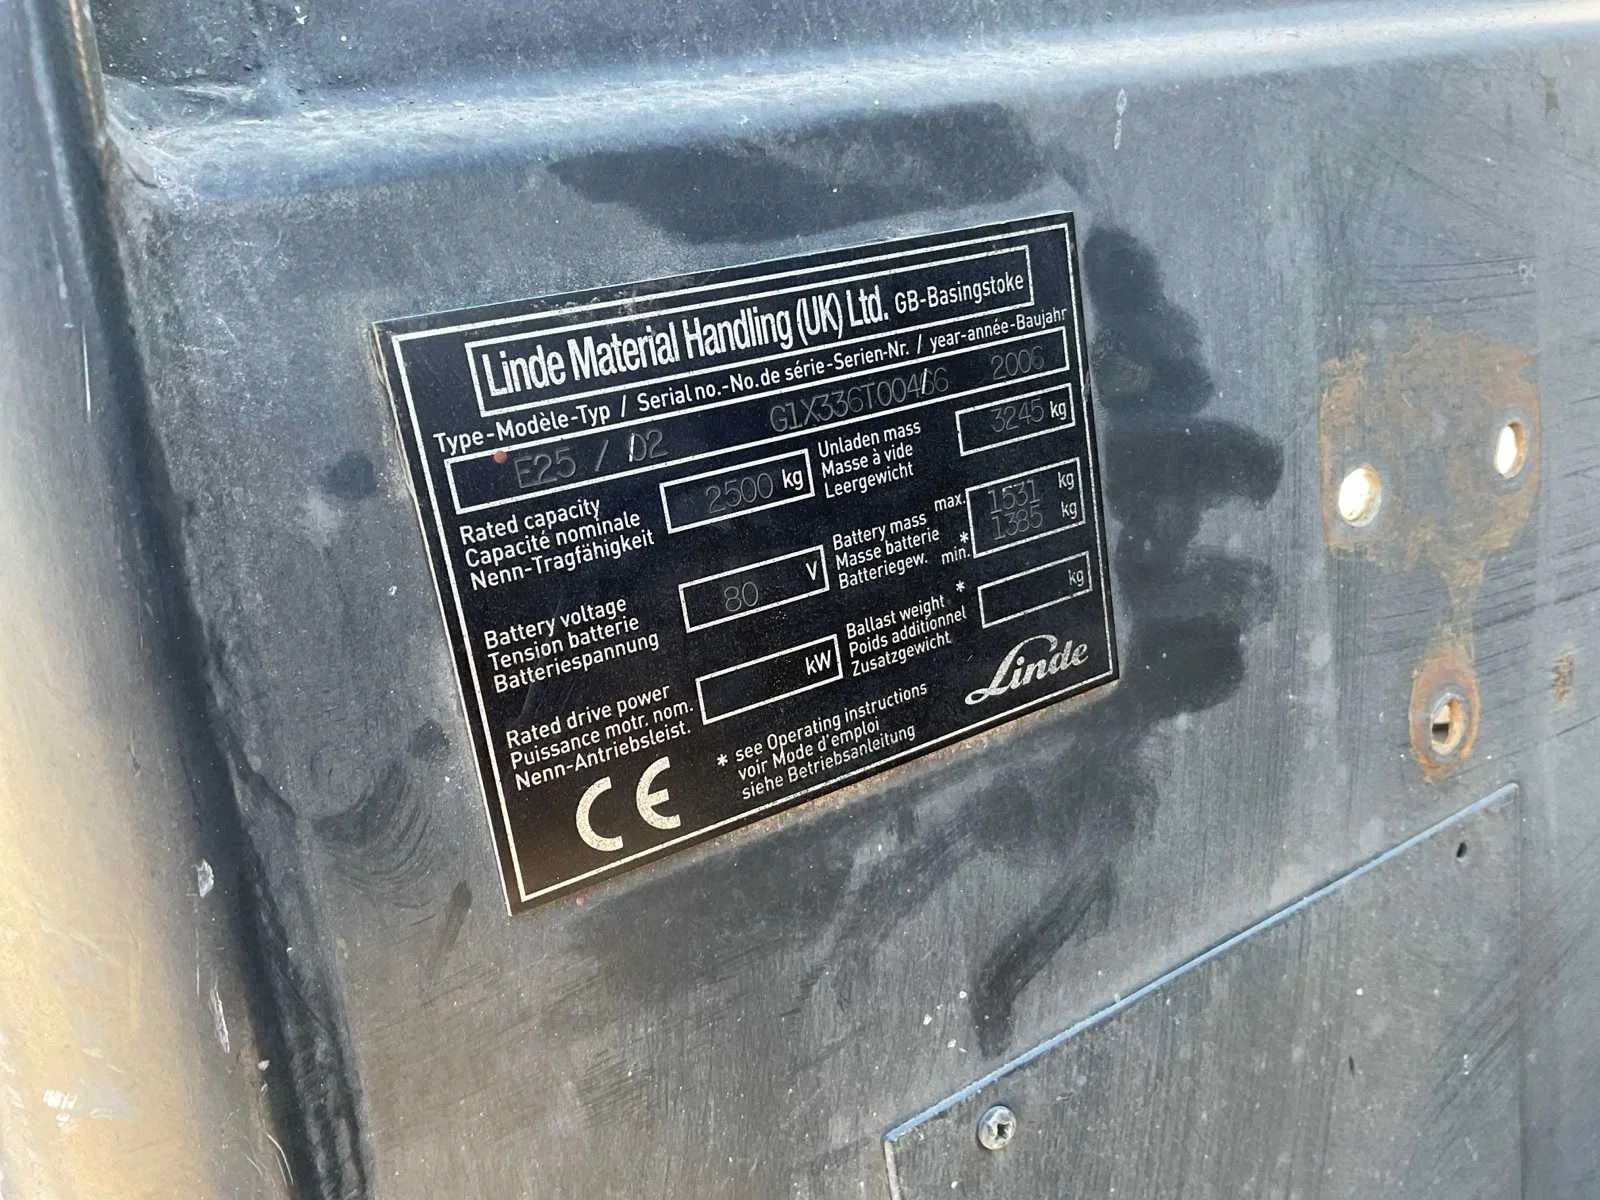 Linde Material Handling (UK) Ltd. GB-Basingstoke
Type-Modèle-Typ / Serial no.-No. de série-Serien-Nr. / year-année-Baujahr
E25 / 02 G1X336T00466 2006
Rated capacity
Capacité nominale
Nenn-Tragfähigkeit
2500 kg
Unladen mass
Masse à vide
Leergewicht
3245 kg
Battery voltage
Tension batterie
Batteriespannung
80 V
Battery mass max. 1531 kg
Masse batterie *
Batteriegew. min. 1385 kg
Rated drive power
Puissance motr. nom.
Nenn-Antriebsleist.
kW
Ballast weight *
Poids additionnel
Zusatzgewicht
kg
* see Operating instructions
voir Mode d'emploi
siehe Betriebsanleitung
Linde
CE